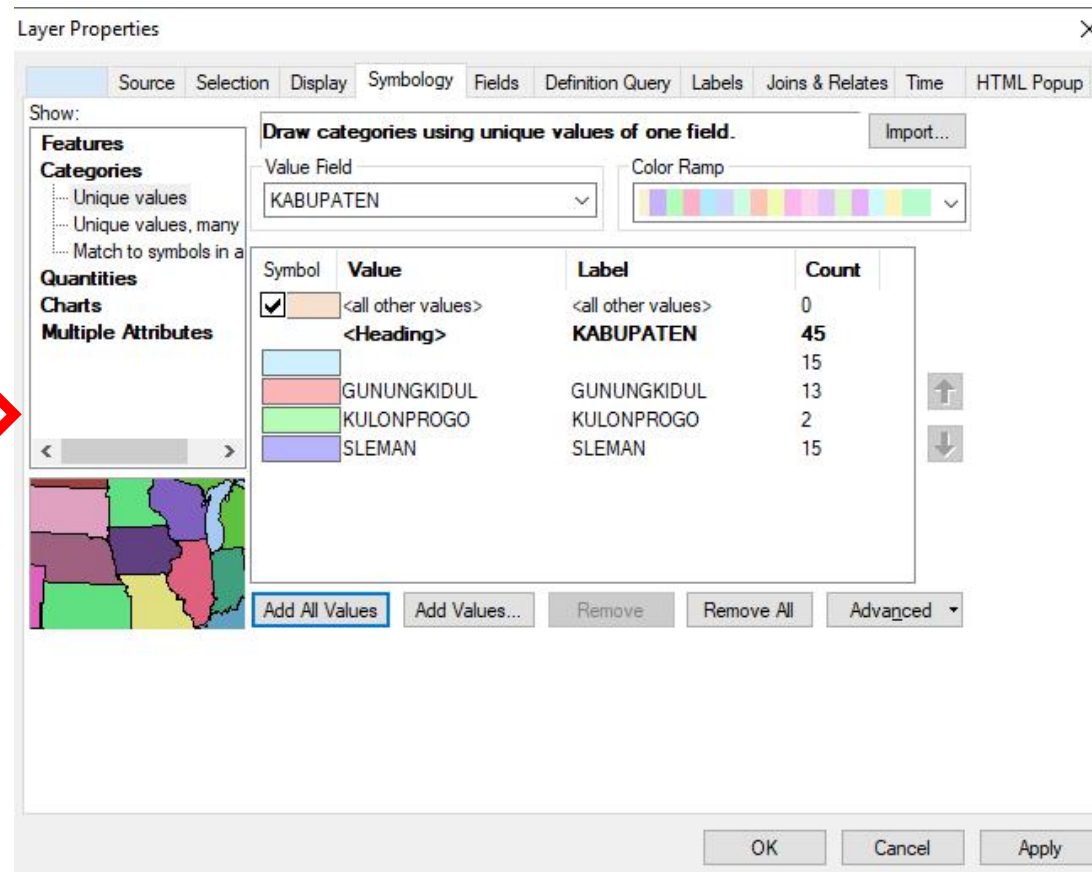 Layer Properties
Source Selection Display Symbology Fields Definition Query Labels Joins & Relates Time HTML Popup
Show:
Features
Categories
Unique values
Unique values, many
Match to symbols in a
Quantities
Charts
Multiple Attributes
Draw categories using unique values of one field.
Import...
Value Field
KABUPATEN
Color Ramp
Symbol Value Label Count
<all other values> <all other values> 0
<Heading> KABUPATEN 45
15
GUNUNGKIDUL GUNUNGKIDUL 13
KULONPROGO KULONPROGO 2
SLEMAN SLEMAN 15
Add All Values Add Values... Remove Remove All Advanced
OK Cancel Apply